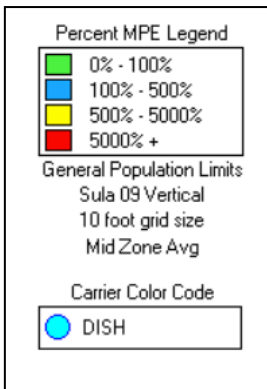 Percent MPE Legend
0% - 100%
100% - 500%
500% - 5000%
5000% +
General Population Limits
Sula 09 Vertical
10 foot grid size
Mid Zone Avg
Carrier Color Code
DISH